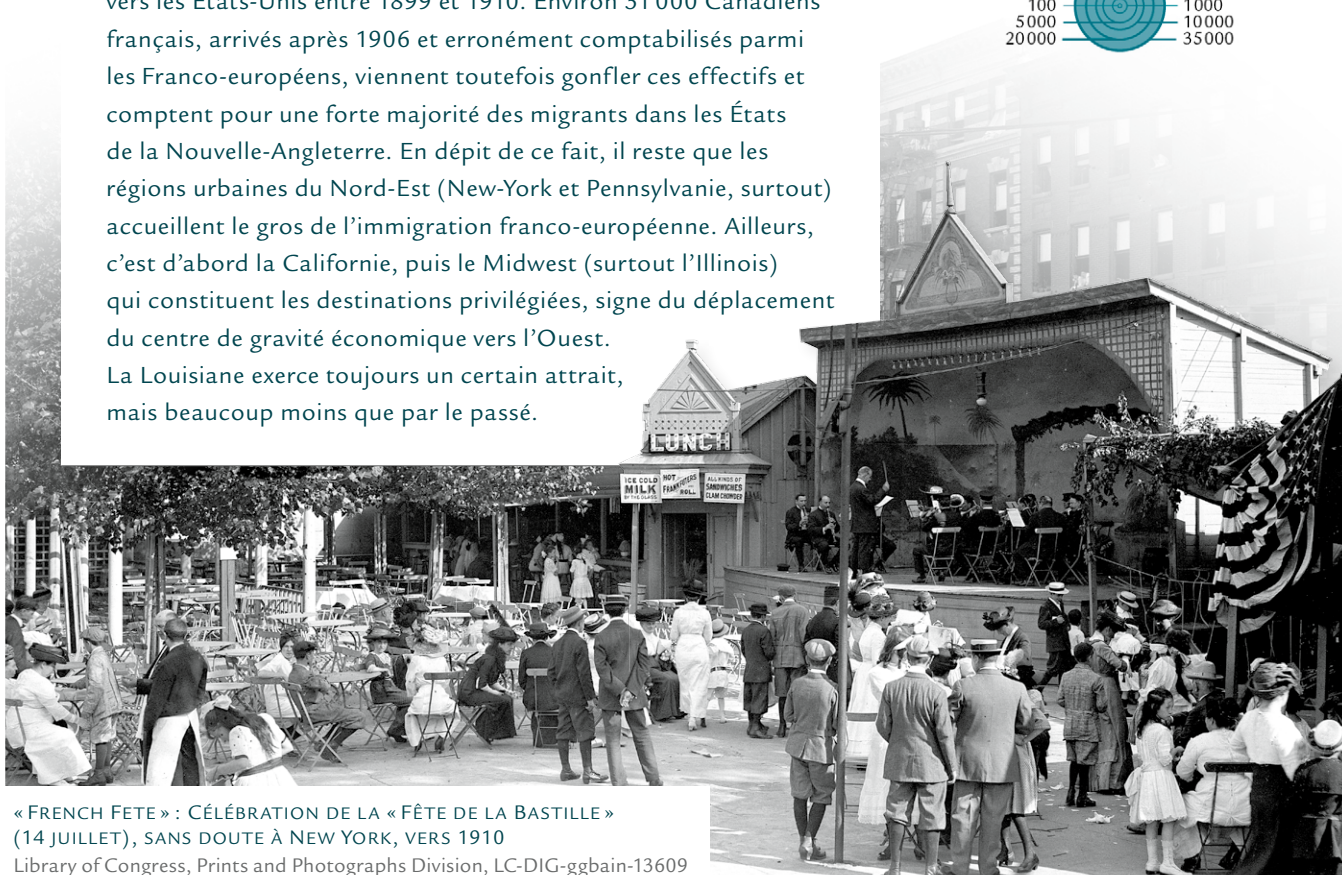 vers les États-Unis entre 1899 et 1910. Environ 31 000 Canadiens
français, arrivés après 1906 et erronément comptabilisés parmi
les Franco-européens, viennent toutefois gonfler ces effectifs et
comptent pour une forte majorité des migrants dans les États
de la Nouvelle-Angleterre. En dépit de ce fait, il reste que les
régions urbaines du Nord-Est (New-York et Pennsylvanie, surtout)
accueillent le gros de l'immigration franco-européenne. Ailleurs,
c'est d'abord la Californie, puis le Midwest (surtout l'Illinois)
qui constituent les destinations privilégiées, signe du déplacement
du centre de gravité économique vers l'Ouest.
La Louisiane exerce toujours un certain attrait,
mais beaucoup moins que par le passé.
100 1000
5000 10000
20000 35000
LUNCH
ICE COLD
MILK
BY THE GLASS
HOT
FRANKFURTERS
ROLL
ALL KINDS OF
SANDWICHES
CLAM CHOWDER
« FRENCH FETE » : CÉLÉBRATION DE LA « FÊTE DE LA BASTILLE »
(14 JUILLET), SANS DOUTE À NEW YORK, VERS 1910
Library of Congress, Prints and Photographs Division, LC-DIG-ggbain-13609